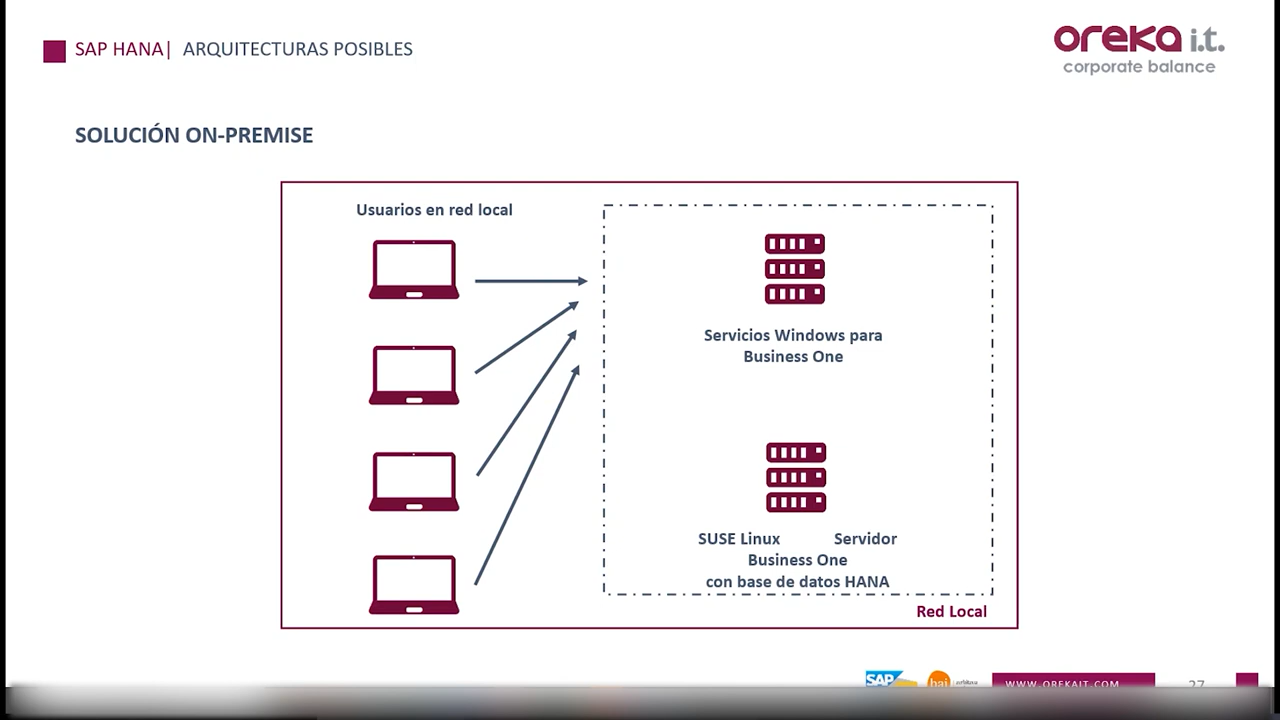 SAP HANA| ARQUITECTURAS POSIBLES
oreka i.t.
corporate balance
SOLUCIÓN ON-PREMISE
Usuarios en red local
Servicios Windows para
Business One
SUSE Linux Servidor
Business One
con base de datos HANA
Red Local
SAP
bai
WWW.OREKAIT.COM
27